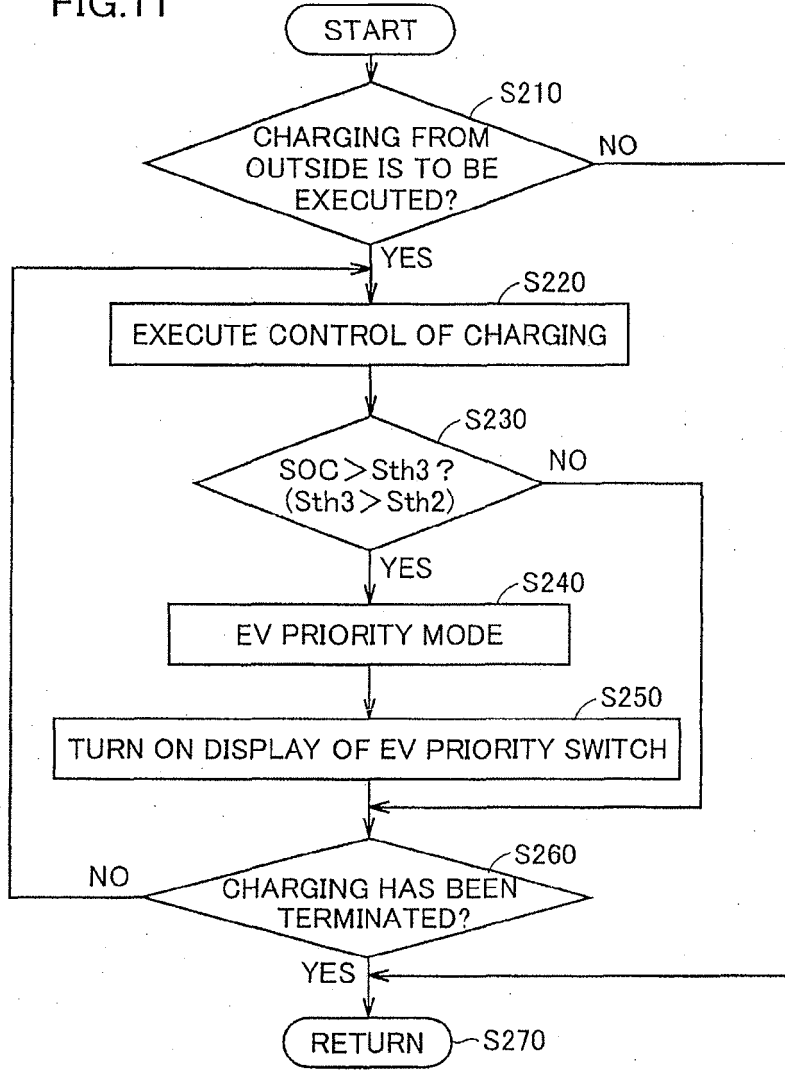 FIG.11
START
S210
CHARGING FROM
OUTSIDE IS TO BE
EXECUTED?
NO
YES
S220
EXECUTE CONTROL OF CHARGING
S230
SOC>Sth3?
(Sth3>Sth2)
NO
YES
S240
EV PRIORITY MODE
S250
TURN ON DISPLAY OF EV PRIORITY SWITCH
S260
NO
CHARGING HAS BEEN
TERMINATED?
YES
RETURN
S270